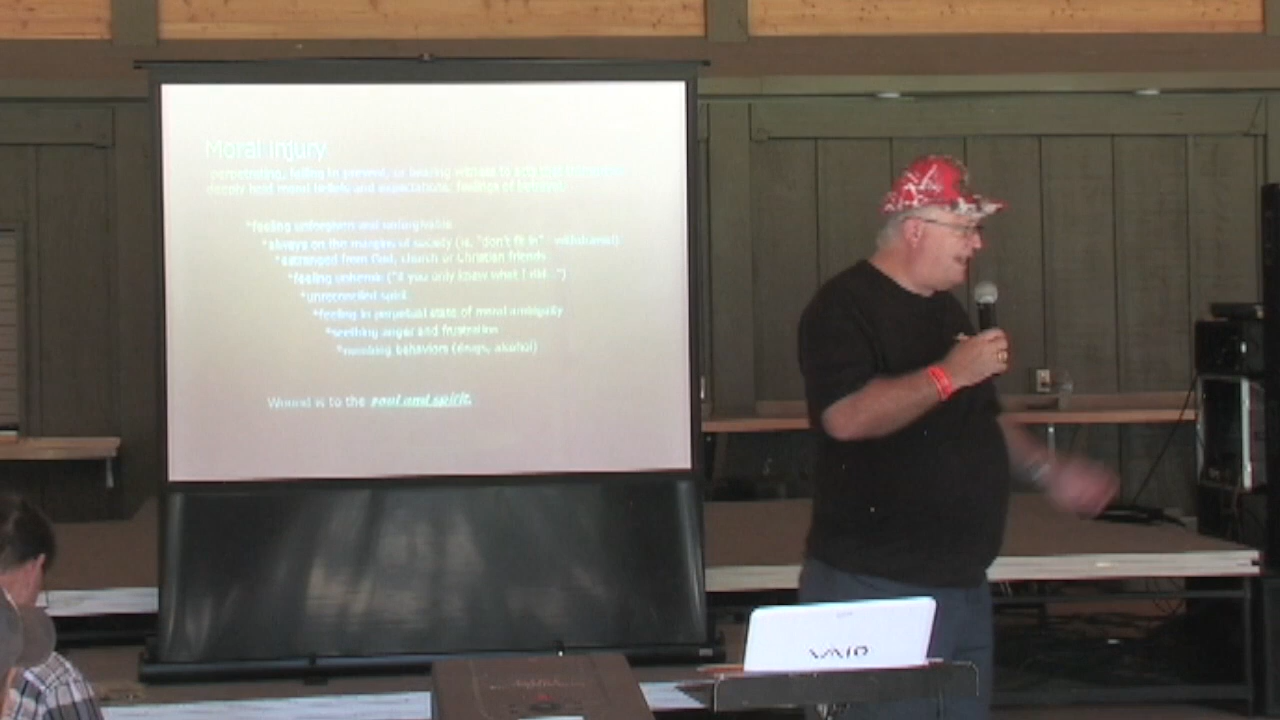 Moral Injury
perpetrating, failing to prevent, or bearing witness to acts that
deeply held moral beliefs and expectations, feelings of betrayal.
*feeling unforgiven and unforgivable
*always on the margins of society (ie. "don't fit in" - withdrawal)
*estranged from God, church or Christian friends
*feeling unheroic ("if you only knew what I did...")
*unreconciled spirit
*feeling in perpetual state of moral ambiguity
*seething anger and frustration
*numbing behaviors (drugs, alcohol)
Wound is to the soul and spirit.
VAIO